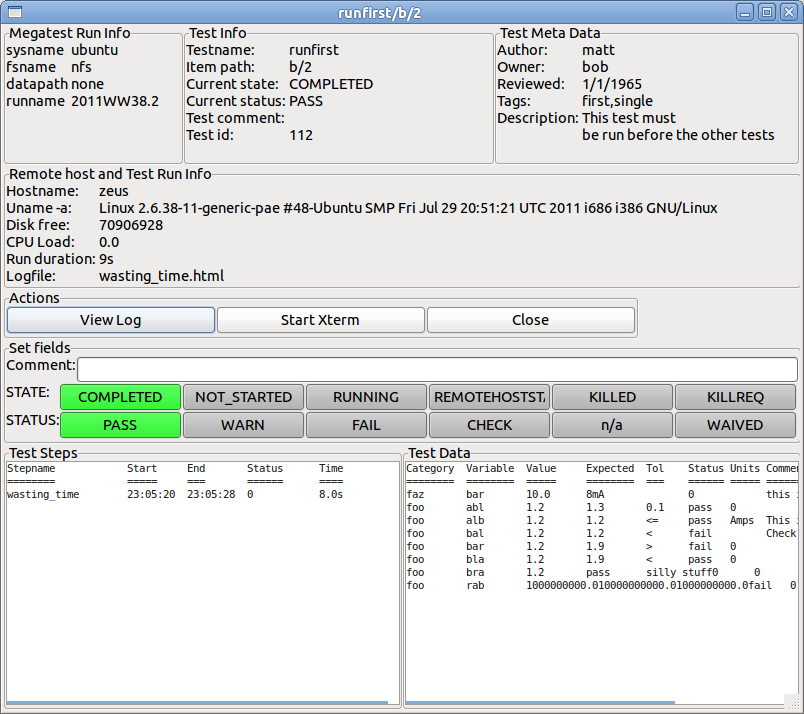 runfirst/b/2
Megatest Run Info
sysname ubuntu
fsname nfs
datapath none
runname 2011WW38.2
Test Info
Testname: runfirst
Item path: b/2
Current state: COMPLETED
Current status: PASS
Test comment:
Test id: 112
Test Meta Data
Author: matt
Owner: bob
Reviewed: 1/1/1965
Tags: first,single
Description: This test must
be run before the other tests
Remote host and Test Run Info
Hostname: zeus
Uname -a: Linux 2.6.38-11-generic-pae #48-Ubuntu SMP Fri Jul 29 20:51:21 UTC 2011 i686 i386 GNU/Linux
Disk free: 70906928
CPU Load: 0.0
Run duration: 9s
Logfile: wasting_time.html
Actions
View Log Start Xterm Close
Set fields
Comment:
STATE: COMPLETED NOT_STARTED RUNNING REMOTEHOSTSTA KILLED KILLREQ
STATUS: PASS WARN FAIL CHECK n/a WAIVED
Test Steps
Stepname Start End Status Time
======== ===== === ====== ====
wasting_time 23:05:20 23:05:28 0 8.0s
Test Data
Category Variable Value Expected Tol Status Units Commen
======== ======== ===== ======== === ====== ===== ======
faz bar 10.0 8mA 0 this i
foo abl 1.2 1.3 0.1 pass 0
foo alb 1.2 1.2 <= pass Amps This i
foo bal 1.2 1.2 < fail Check
foo bar 1.2 1.9 > fail 0
foo bla 1.2 1.9 < pass 0
foo bra 1.2 pass silly stuff0 0
foo rab 1000000000.010000000000.01000000000.0fail 0